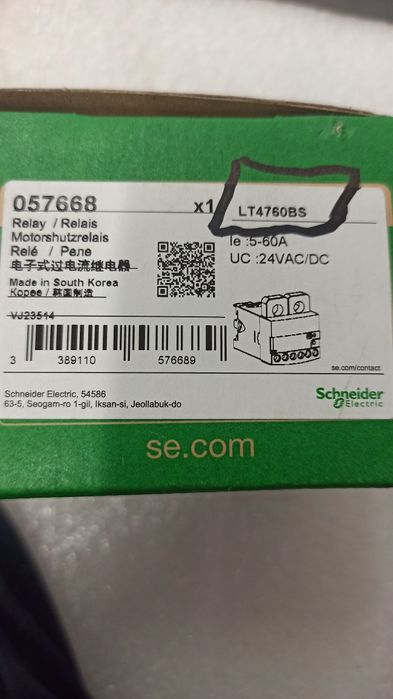 057668
x1
LT4760BS
Relay / Relais
Motorshutzrelais
Relé / Реле
电子式过电流继电器
Ie :5-60A
UC :24VAC/DC
Made in South Korea
Корее / 韩国制造
VJ23514
3 389110 576689
se.com/contact
Schneider Electric, 54586
63-5, Seogam-ro 1-gil, Iksan-si, Jeollabuk-do
Schneider
Electric
se.com